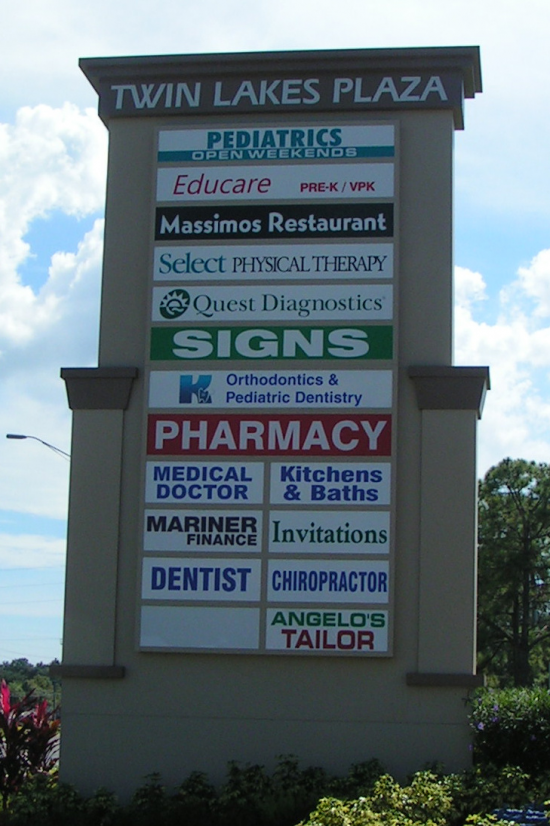 TWIN LAKES PLAZA
PEDIATRICS
OPEN WEEKENDS
Educare PRE-K / VPK
Massimos Restaurant
Select PHYSICAL THERAPY
Quest Diagnostics
SIGNS
Orthodontics &
Pediatric Dentistry
PHARMACY
MEDICAL
DOCTOR
Kitchens
& Baths
MARINER
FINANCE
Invitations
DENTIST
CHIROPRACTOR
ANGELO'S
TAILOR